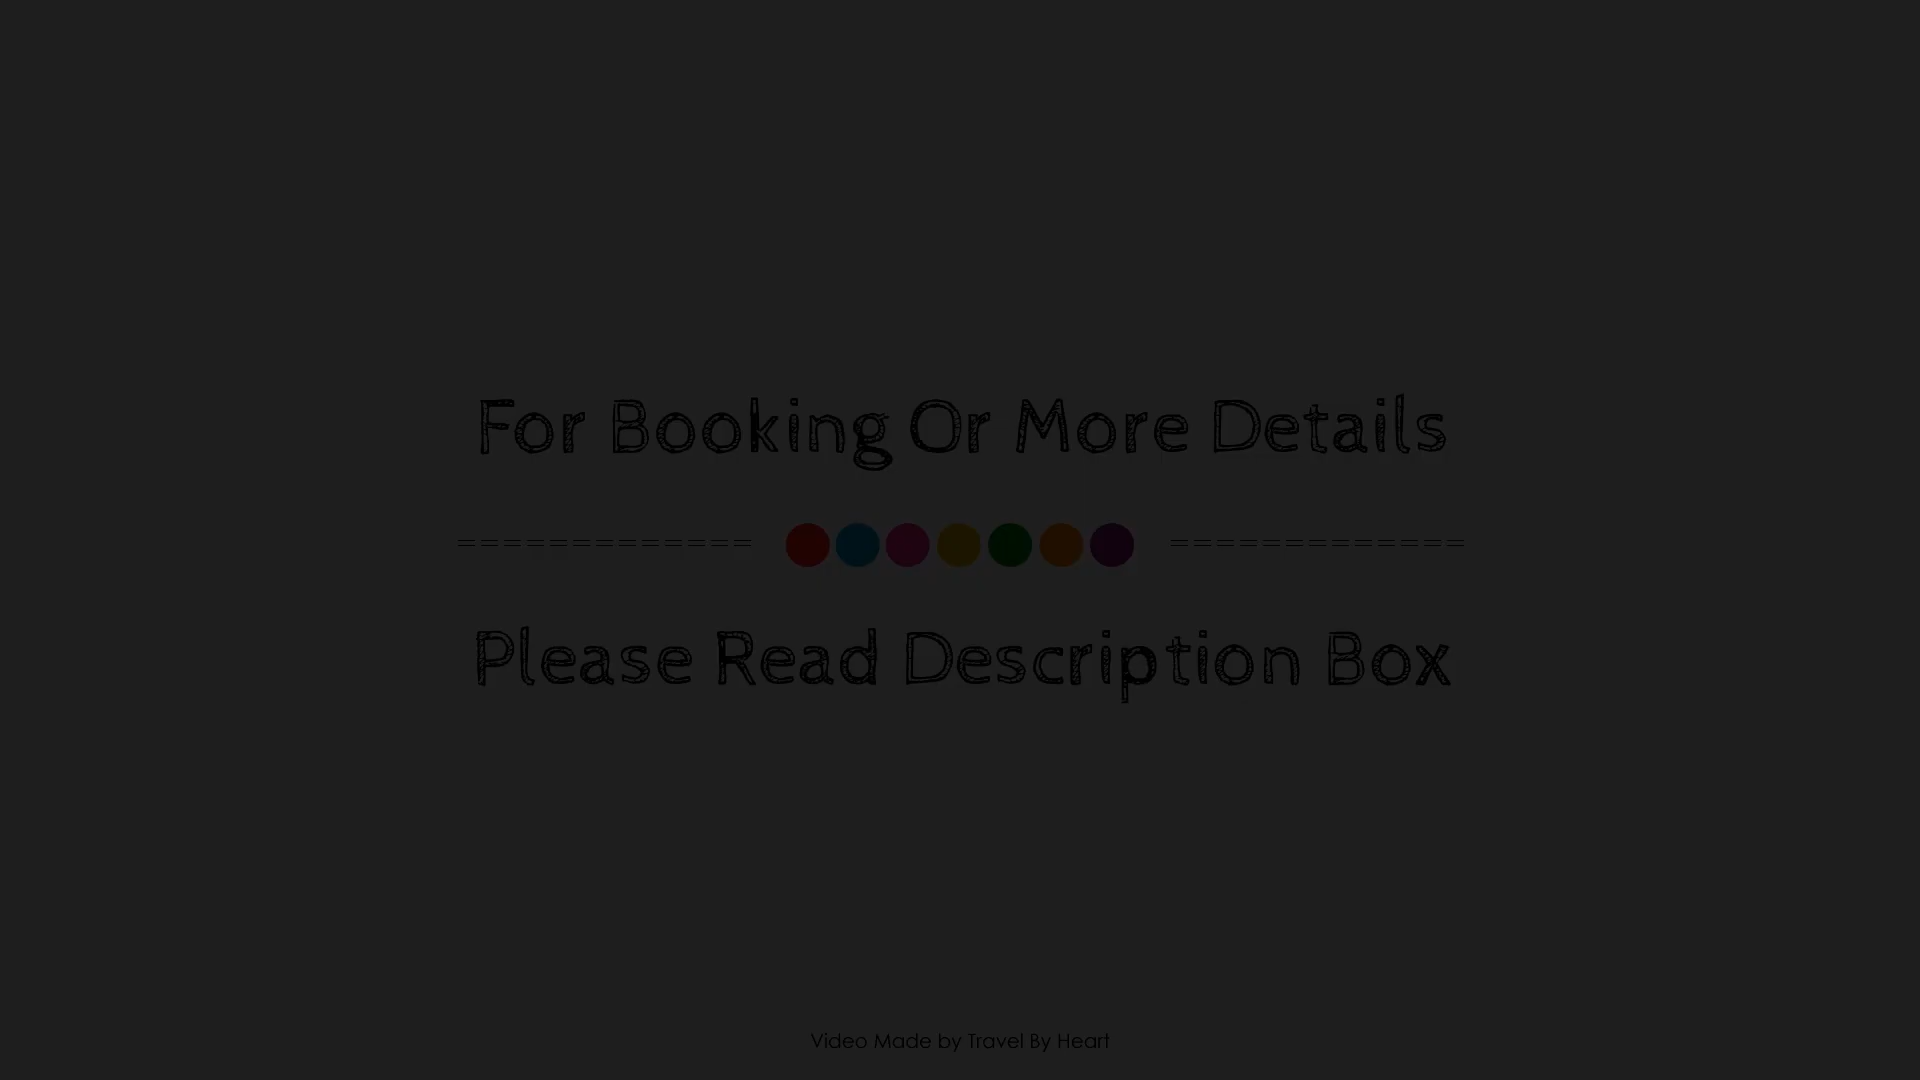 For Booking Or More Details
============= =============
Please Read Description Box
Video Made by Travel By Heart